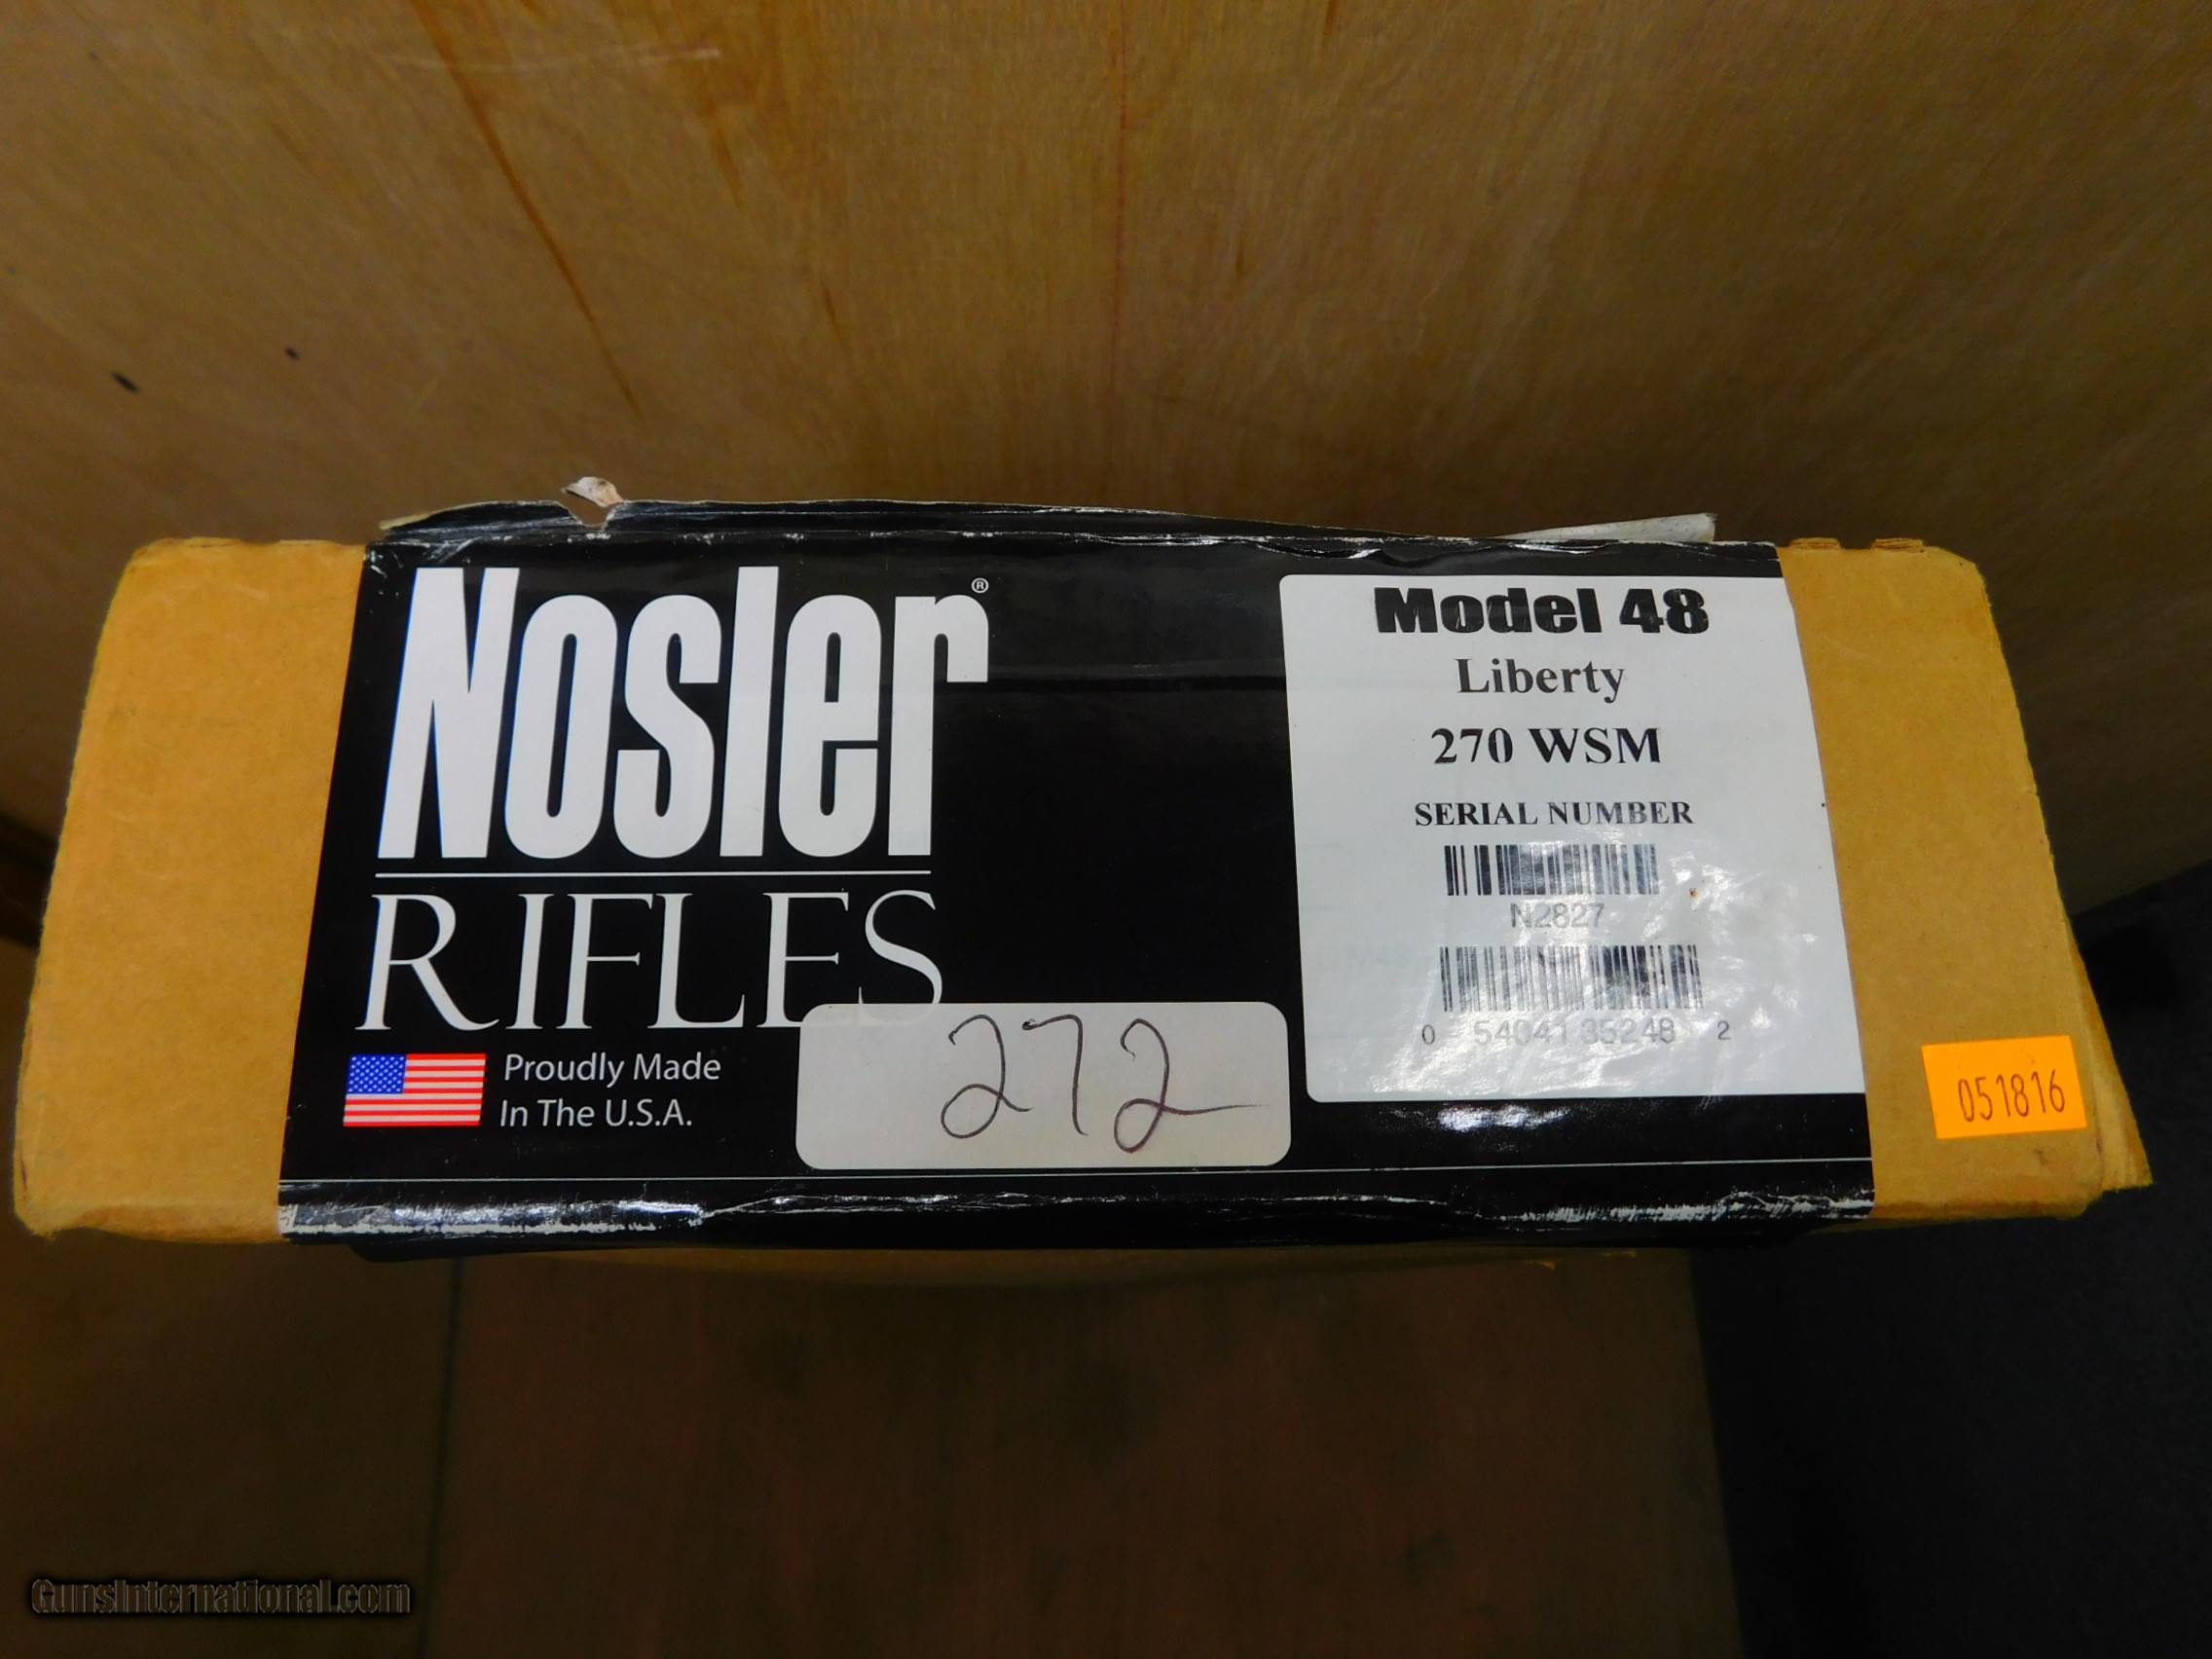 Nosler®
RIFLES
Proudly Made
In The U.S.A.
272
Model 48
Liberty
270 WSM
SERIAL NUMBER
N2827
0 54041 35248 2
051816
GunsInternational.com